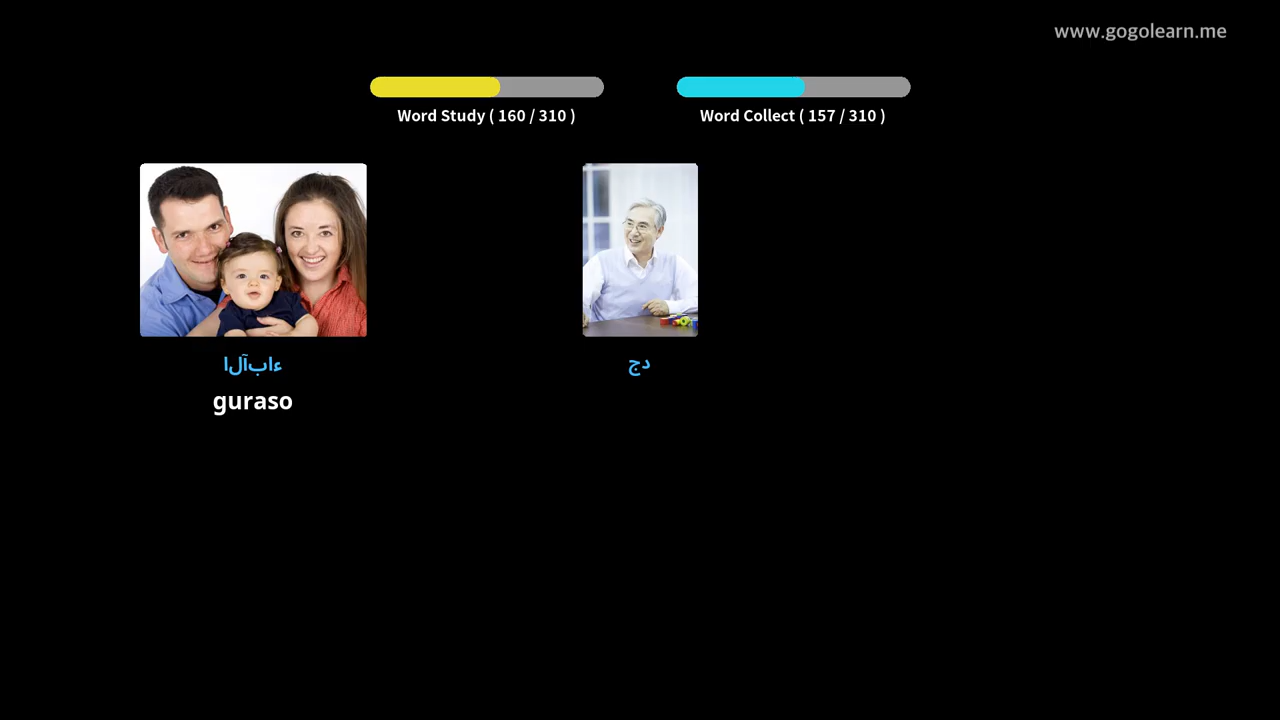 www.gogolearn.me
Word Study ( 160 / 310 )
Word Collect ( 157 / 310 )
ءابآلا
guraso
دج